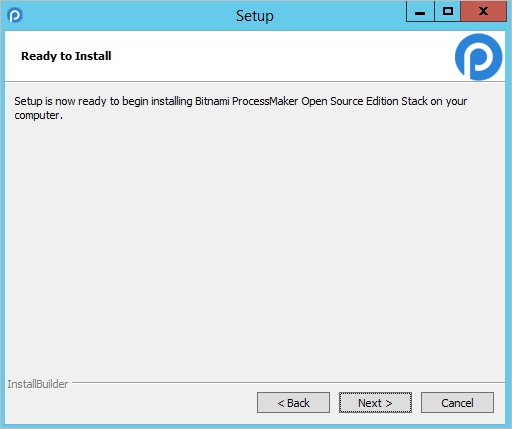 Setup
Ready to Install
Setup is now ready to begin installing Bitnami ProcessMaker Open Source Edition Stack on your
computer.
InstallBuilder
< Back
Next >
Cancel